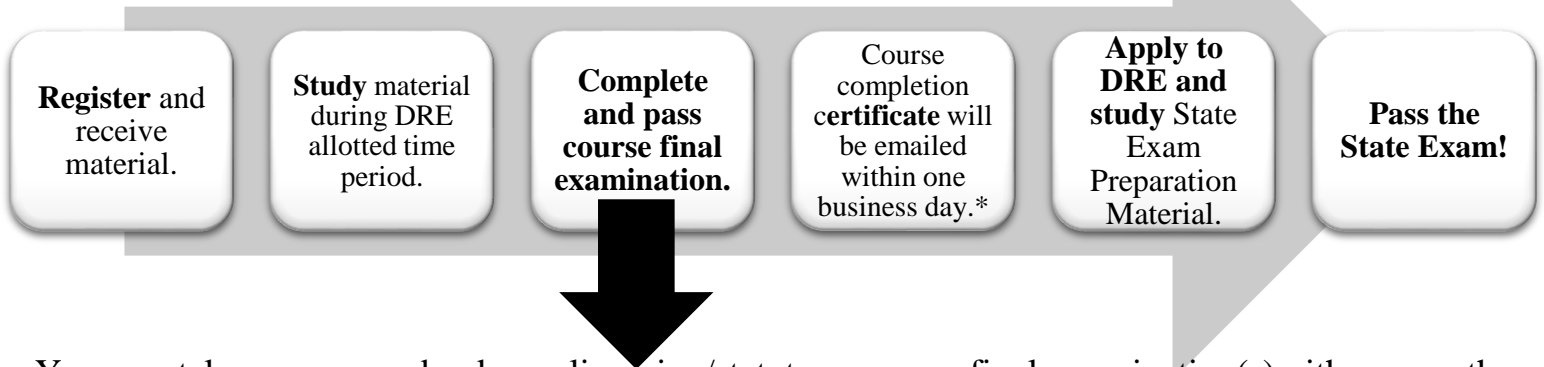 Register and
receive
material.
Study material
during DRE
allotted time
period.
Complete
and pass
course final
examination.
Course
completion
certificate will
be emailed
within one
business day.*
Apply to
DRE and
study State
Exam
Preparation
Material.
Pass the
State Exam!